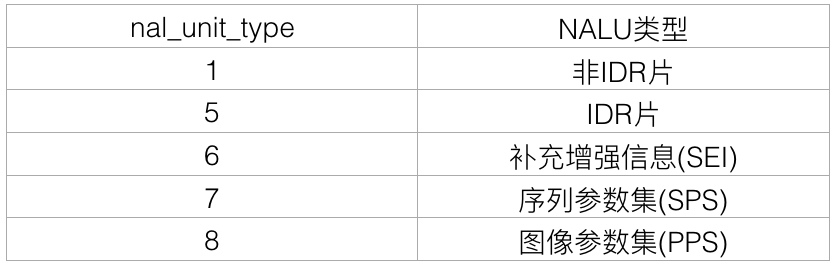 nal_unit_type NALU类型
1 非IDR片
5 IDR片
6 补充增强信息(SEI)
7 序列参数集(SPS)
8 图像参数集(PPS)